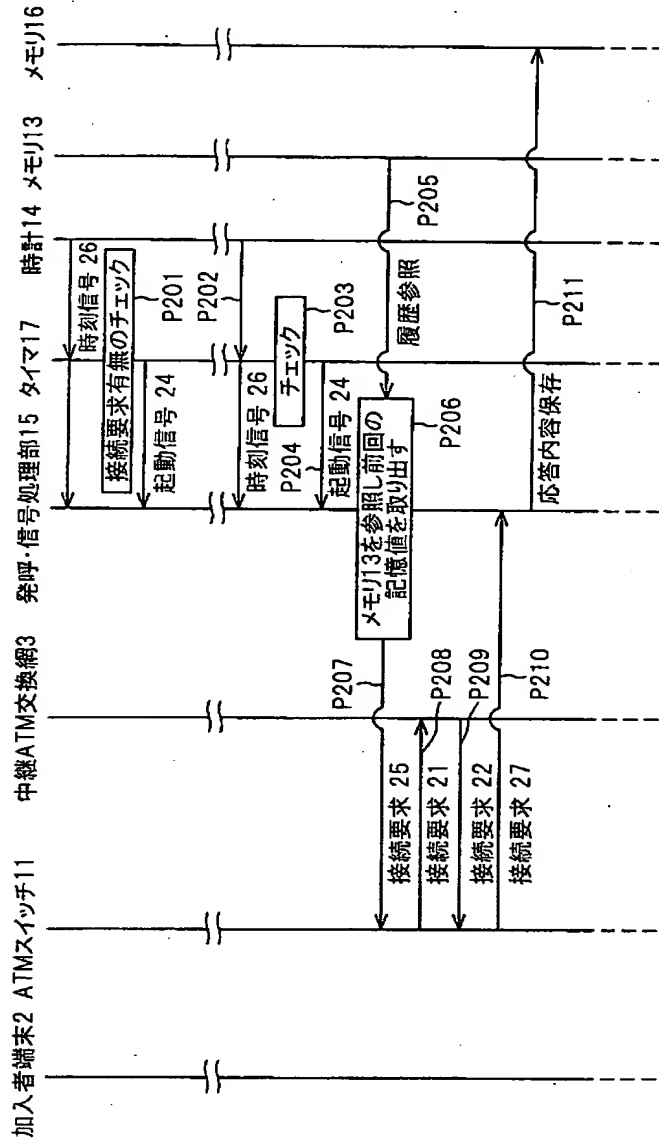 加入者端末2
ATMスイッチ11
中継ATM交換網3
発呼・信号処理部15
タイマ17
時計14
メモリ13
メモリ16
時刻信号 26
接続要求有無のチェック
P201
起動信号 24
P202
時刻信号 26
チェック
P203
P204
起動信号 24
履歴参照
P205
メモリ13を参照し前回の
記憶値を取り出す
P206
P207
接続要求 25
P208
接続要求 21
P209
接続要求 22
P210
接続要求 27
応答内容保存
P211